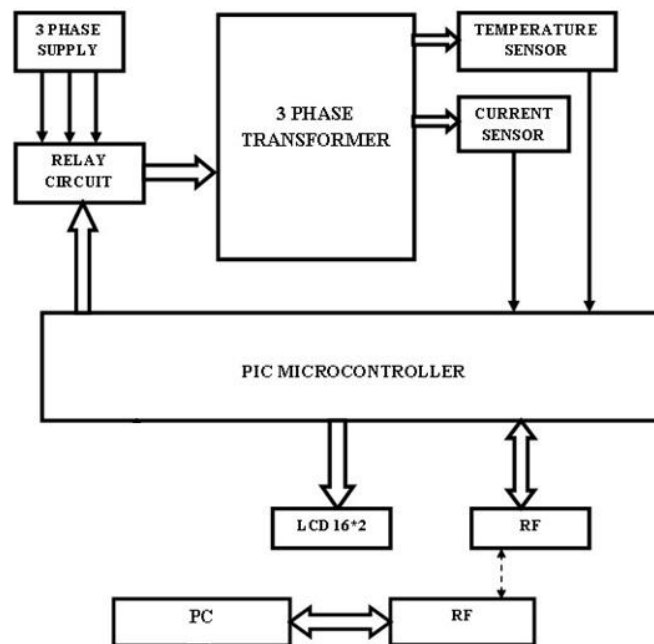 3 PHASE
SUPPLY
TEMPERATURE
SENSOR
3 PHASE
TRANSFORMER
CURRENT
SENSOR
RELAY
CIRCUIT
PIC MICROCONTROLLER
LCD 16*2
RF
PC
RF